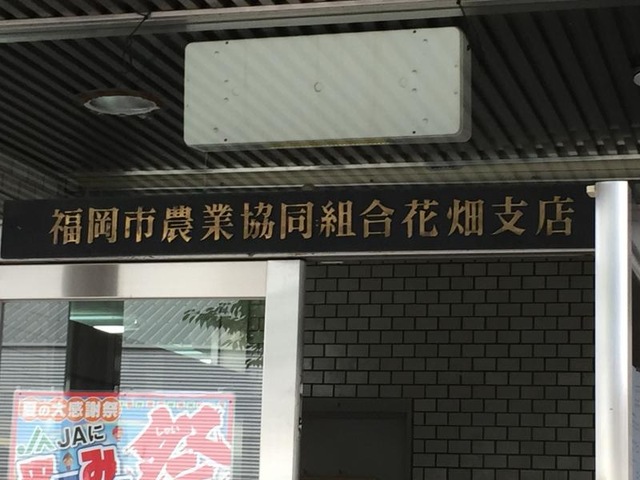 福岡市農業協同組合花畑支店
夏の大感謝祭
JAに